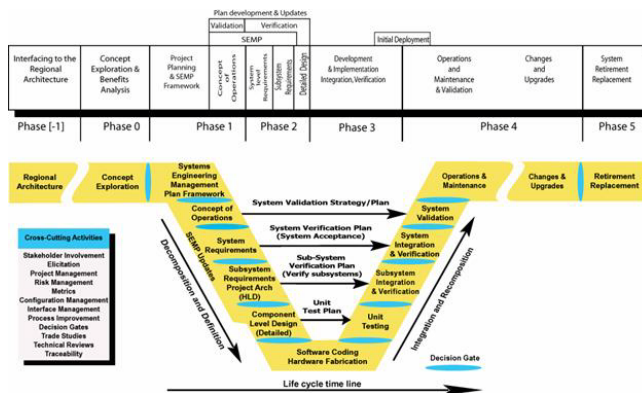 Plan development & Updates
Validation
Verification
SEMP
Initial Deployment
Interfacing to the
Regional
Architecture
Concept
Exploration &
Benefits
Analysis
Project
Planning
& SEMP
Framework
Concept
of
Operations
System
level
Requirements
Subsystem
Requirements
Detailed Design
Development
& Implementation
Integration, Verification
Operations
and
Maintenance
& Validation
Changes
and
Upgrades
System
Retirement
Replacement
Phase [-1]
Phase 0
Phase 1
Phase 2
Phase 3
Phase 4
Phase 5
Regional
Architecture
Concept
Exploration
Systems
Engineering
Management
Plan Framework
Operations &
Maintenance
Changes &
Upgrades
Retirement
Replacement
Concept of
Operations
System Validation Strategy/Plan
System
Validation
System
Requirements
System Verification Plan
(System Acceptance)
System
Integration
& Verification
Subsystem
Requirements
Project Arch
(HLD)
Sub-System
Verification Plan
(Verify subsystems)
Subsystem
Integration
& Verification
Component
Level Design
(Detailed)
Unit
Test Plan
Unit
Testing
Software Coding
Hardware Fabrication
SEMP Updates
Decomposition and Definition
Integration and Recomposition
Cross-Cutting Activities
Stakeholder Involvement
Elicitation
Project Management
Risk Management
Metrics
Configuration Management
Interface Management
Process Improvement
Decision Gates
Trade Studies
Technical Reviews
Traceability
Decision Gate
Life cycle time line